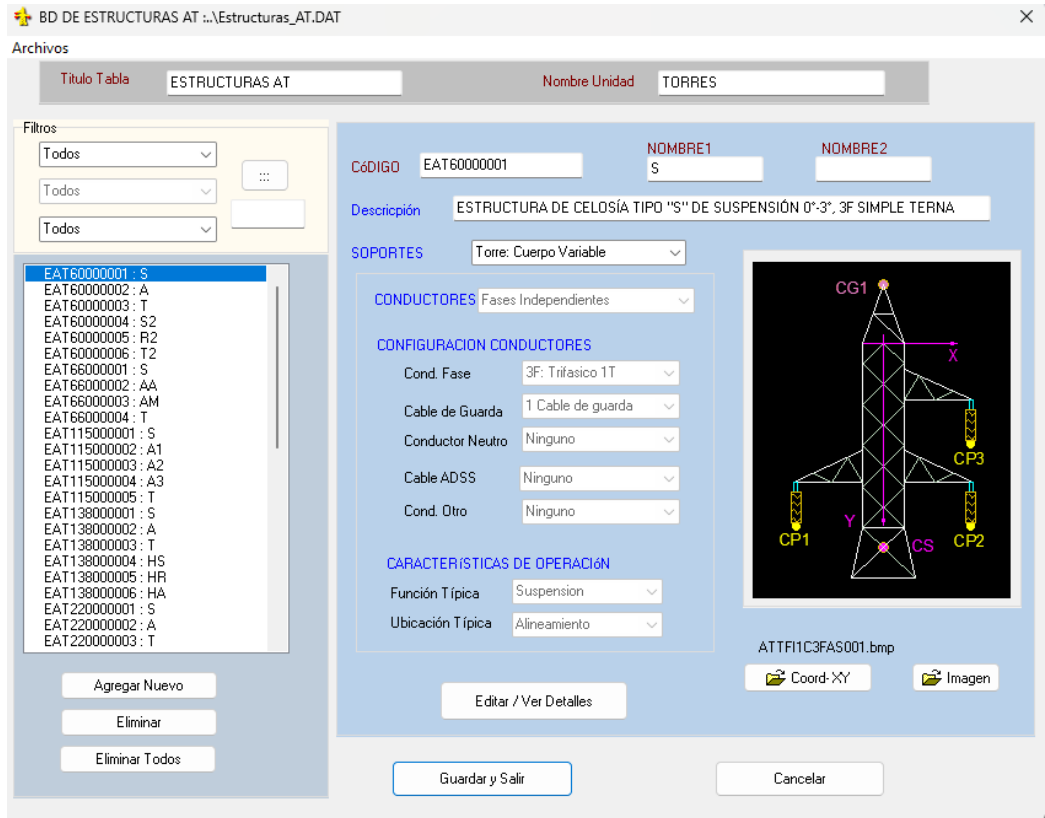 BD DE ESTRUCTURAS AT :..\Estructuras_AT.DAT
Archivos
Titulo Tabla ESTRUCTURAS AT Nombre Unidad TORRES
Filtros
Todos
:::
Todos
Todos
EAT60000001 : S
EAT60000002 : A
EAT60000003 : T
EAT60000004 : S2
EAT60000005 : R2
EAT60000006 : T2
EAT66000001 : S
EAT66000002 : AA
EAT66000003 : AM
EAT66000004 : T
EAT115000001 : S
EAT115000002 : A1
EAT115000003 : A2
EAT115000004 : A3
EAT115000005 : T
EAT138000001 : S
EAT138000002 : A
EAT138000003 : T
EAT138000004 : HS
EAT138000005 : HR
EAT138000006 : HA
EAT220000001 : S
EAT220000002 : A
EAT220000003 : T
Agregar Nuevo
Eliminar
Eliminar Todos
CóDIGO EAT60000001
NOMBRE1
S
NOMBRE2
Descricpión ESTRUCTURA DE CELOSÍA TIPO "S" DE SUSPENSIÓN 0°-3°, 3F SIMPLE TERNA
SOPORTES Torre: Cuerpo Variable
CONDUCTORES Fases Independientes
CONFIGURACION CONDUCTORES
Cond. Fase 3F: Trifasico 1T
Cable de Guarda 1 Cable de guarda
Conductor Neutro Ninguno
Cable ADSS Ninguno
Cond. Otro Ninguno
CARACTERíSTICAS DE OPERACIóN
Función Típica Suspension
Ubicación Típica Alineamiento
Editar / Ver Detalles
CG1
X
CP3
Y
CP1
CS
CP2
ATTFI1C3FAS001.bmp
Coord-XY
Imagen
Guardar y Salir
Cancelar